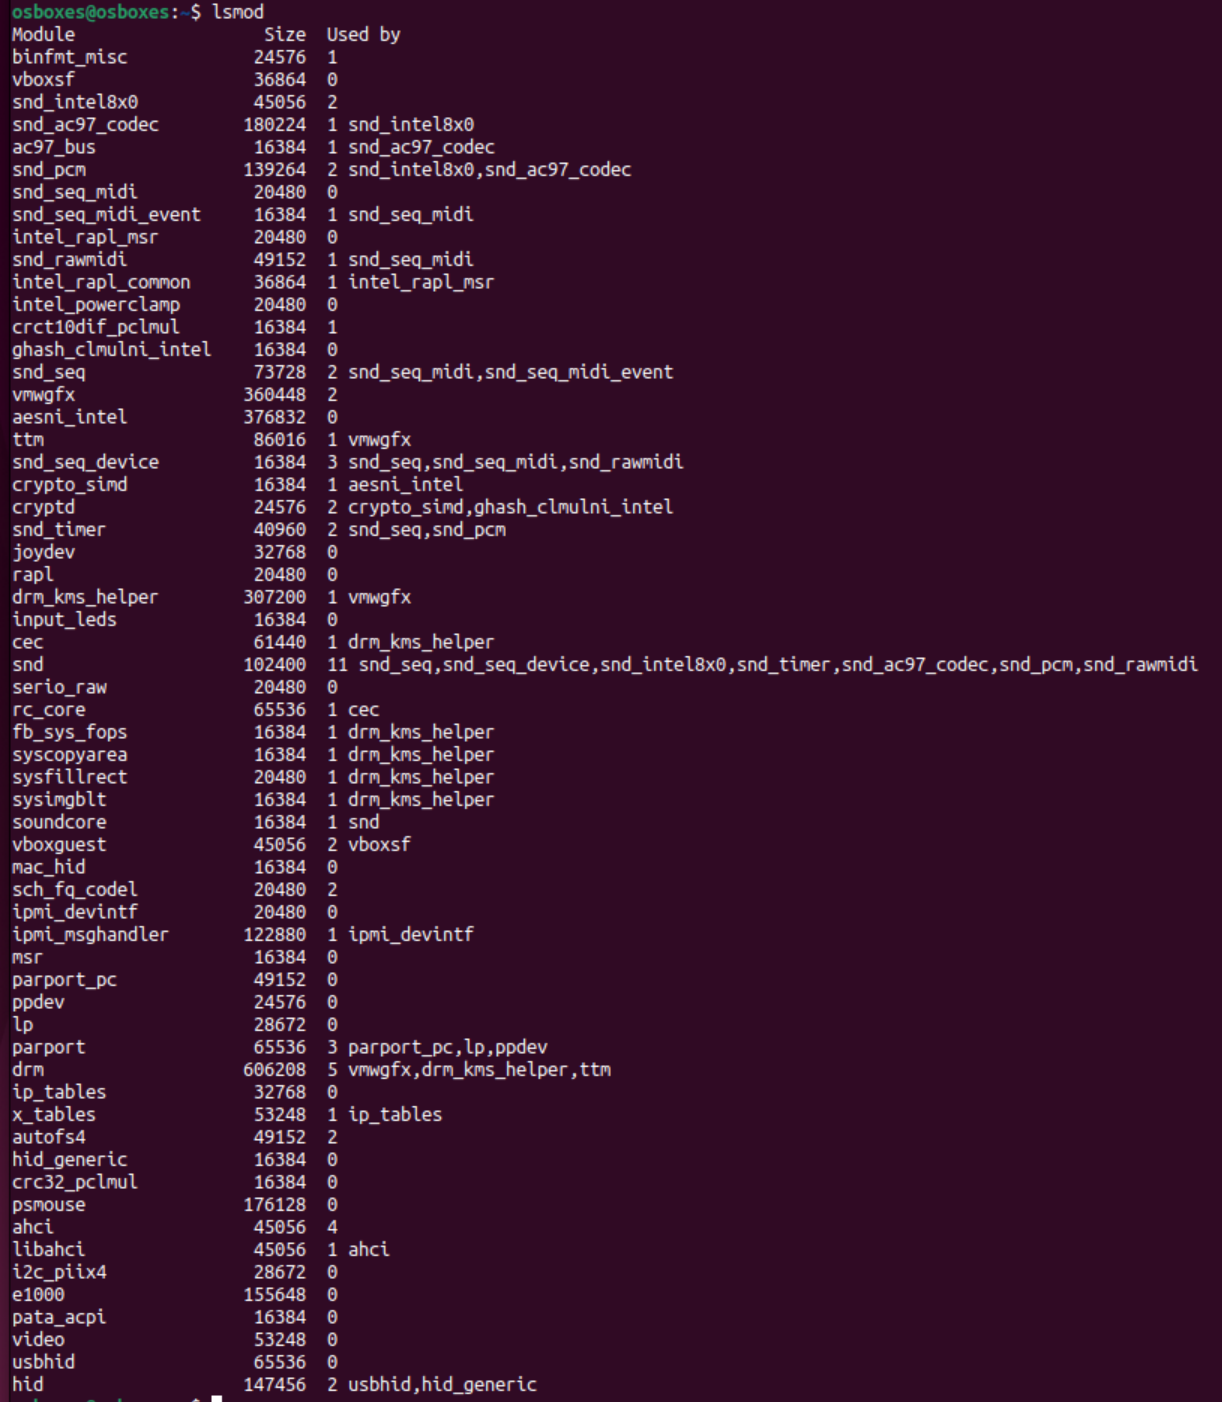 osboxes@osboxes:~$ lsmod
Module                  Size  Used by
binfmt_misc            24576  1
vboxsf                 36864  0
snd_intel8x0           45056  2
snd_ac97_codec        180224  1 snd_intel8x0
ac97_bus               16384  1 snd_ac97_codec
snd_pcm               139264  2 snd_intel8x0,snd_ac97_codec
snd_seq_midi           20480  0
snd_seq_midi_event     16384  1 snd_seq_midi
intel_rapl_msr         20480  0
snd_rawmidi            49152  1 snd_seq_midi
intel_rapl_common      36864  1 intel_rapl_msr
intel_powerclamp       20480  0
crct10dif_pclmul       16384  1
ghash_clmulni_intel    16384  0
snd_seq                73728  2 snd_seq_midi,snd_seq_midi_event
vmwgfx                360448  2
aesni_intel           376832  0
ttm                    86016  1 vmwgfx
snd_seq_device         16384  3 snd_seq,snd_seq_midi,snd_rawmidi
crypto_simd            16384  1 aesni_intel
cryptd                 24576  2 crypto_simd,ghash_clmulni_intel
snd_timer              40960  2 snd_seq,snd_pcm
joydev                 32768  0
rapl                   20480  0
drm_kms_helper        307200  1 vmwgfx
input_leds             16384  0
cec                    61440  1 drm_kms_helper
snd                   102400  11 snd_seq,snd_seq_device,snd_intel8x0,snd_timer,snd_ac97_codec,snd_pcm,snd_rawmidi
serio_raw              20480  0
rc_core                65536  1 cec
fb_sys_fops            16384  1 drm_kms_helper
syscopyarea            16384  1 drm_kms_helper
sysfillrect            20480  1 drm_kms_helper
sysimgblt              16384  1 drm_kms_helper
soundcore              16384  1 snd
vboxguest              45056  2 vboxsf
mac_hid                16384  0
sch_fq_codel           20480  2
ipmi_devintf           20480  0
ipmi_msghandler       122880  1 ipmi_devintf
msr                    16384  0
parport_pc             49152  0
ppdev                  24576  0
lp                     28672  0
parport                65536  3 parport_pc,lp,ppdev
drm                   606208  5 vmwgfx,drm_kms_helper,ttm
ip_tables              32768  0
x_tables               53248  1 ip_tables
autofs4                49152  2
hid_generic            16384  0
crc32_pclmul           16384  0
psmouse               176128  0
ahci                   45056  4
libahci                45056  1 ahci
i2c_piix4              28672  0
e1000                 155648  0
pata_acpi              16384  0
video                  53248  0
usbhid                 65536  0
hid                   147456  2 usbhid,hid_generic